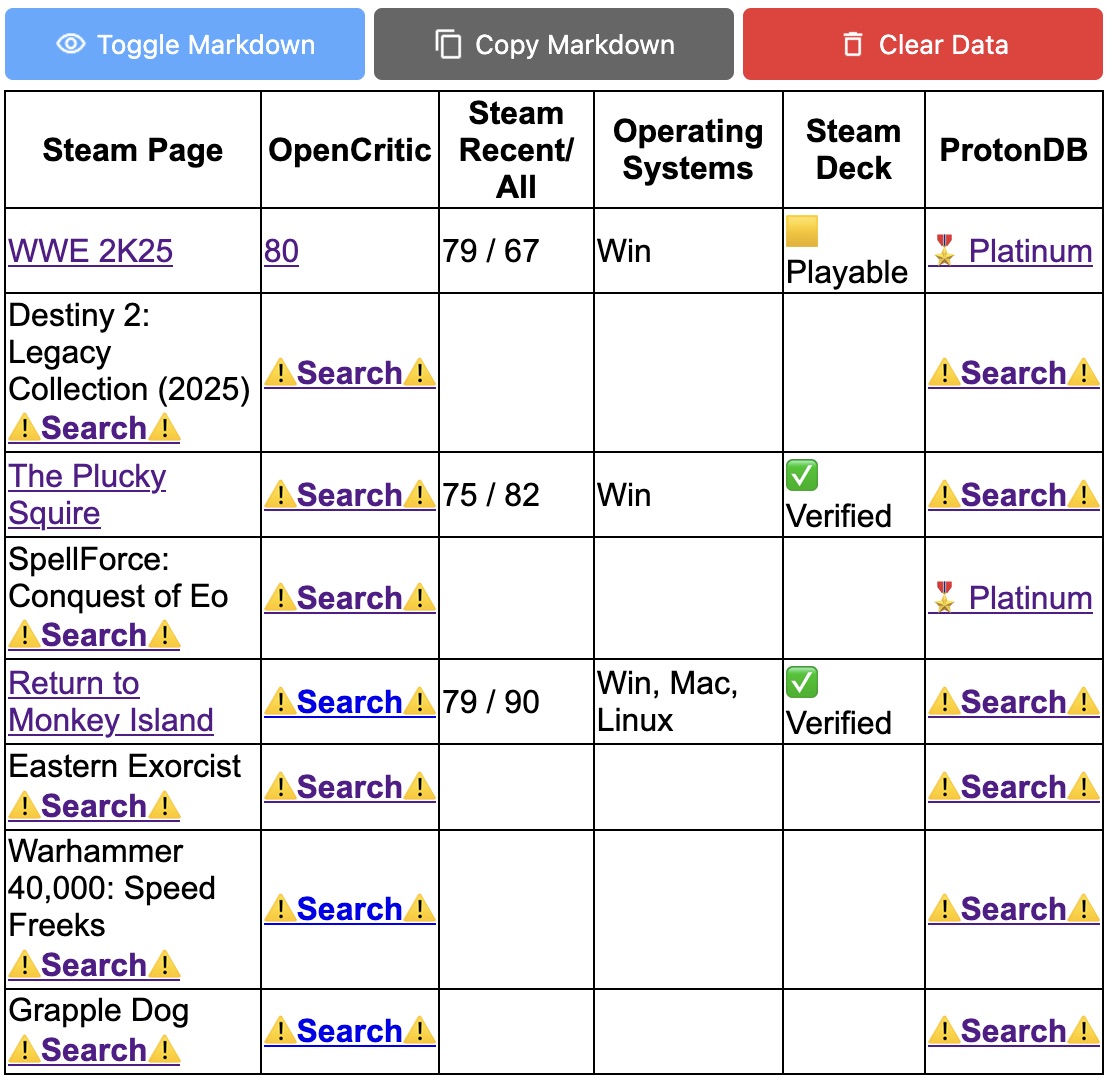 Toggle Markdown
Copy Markdown
Clear Data
Steam Page
OpenCritic
Steam
Recent/
All
Operating
Systems
Steam
Deck
ProtonDB
WWE 2K25
80
79 / 67
Win
🟨
Playable
🎖️ Platinum
Destiny 2:
Legacy
Collection (2025)
⚠️Search⚠️
⚠️Search⚠️
⚠️Search⚠️
The Plucky
Squire
⚠️Search⚠️
75 / 82
Win
✅
Verified
⚠️Search⚠️
SpellForce:
Conquest of Eo
⚠️Search⚠️
⚠️Search⚠️
🎖️ Platinum
Return to
Monkey Island
⚠️Search⚠️
79 / 90
Win, Mac,
Linux
✅
Verified
⚠️Search⚠️
Eastern Exorcist
⚠️Search⚠️
⚠️Search⚠️
⚠️Search⚠️
Warhammer
40,000: Speed
Freeks
⚠️Search⚠️
⚠️Search⚠️
⚠️Search⚠️
Grapple Dog
⚠️Search⚠️
⚠️Search⚠️
⚠️Search⚠️